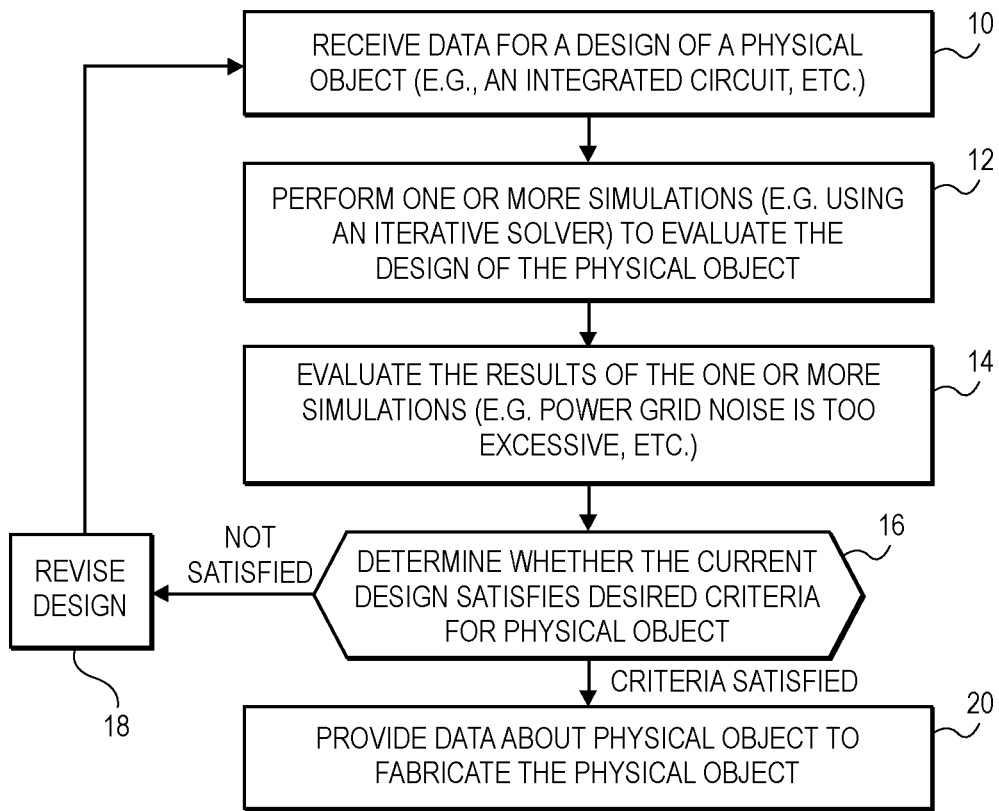 10
RECEIVE DATA FOR A DESIGN OF A PHYSICAL
OBJECT (E.G., AN INTEGRATED CIRCUIT, ETC.)
12
PERFORM ONE OR MORE SIMULATIONS (E.G. USING
AN ITERATIVE SOLVER) TO EVALUATE THE
DESIGN OF THE PHYSICAL OBJECT
14
EVALUATE THE RESULTS OF THE ONE OR MORE
SIMULATIONS (E.G. POWER GRID NOISE IS TOO
EXCESSIVE, ETC.)
16
DETERMINE WHETHER THE CURRENT
DESIGN SATISFIES DESIRED CRITERIA
FOR PHYSICAL OBJECT
NOT
SATISFIED
REVISE
DESIGN
18
CRITERIA SATISFIED
20
PROVIDE DATA ABOUT PHYSICAL OBJECT TO
FABRICATE THE PHYSICAL OBJECT